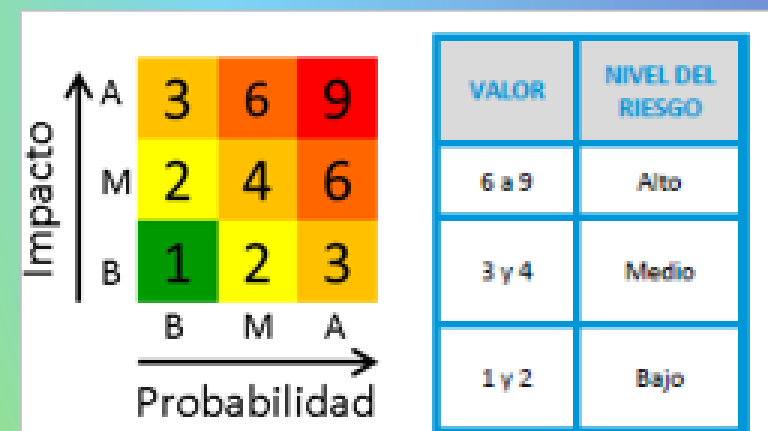 Impacto
A 3 6 9
M 2 4 6
B 1 2 3
B M A
Probabilidad
VALOR NIVEL DEL
RIESGO
6 a 9 Alto
3 y 4 Medio
1 y 2 Bajo